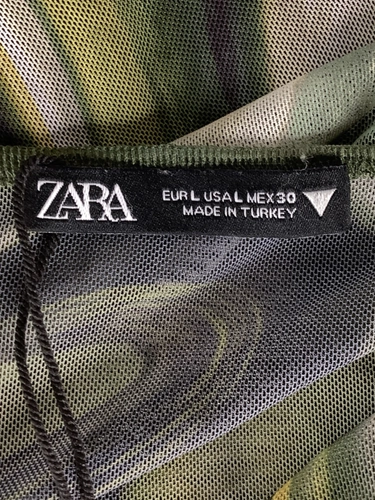 ZARA
EUR L USA L MEX 30
MADE IN TURKEY